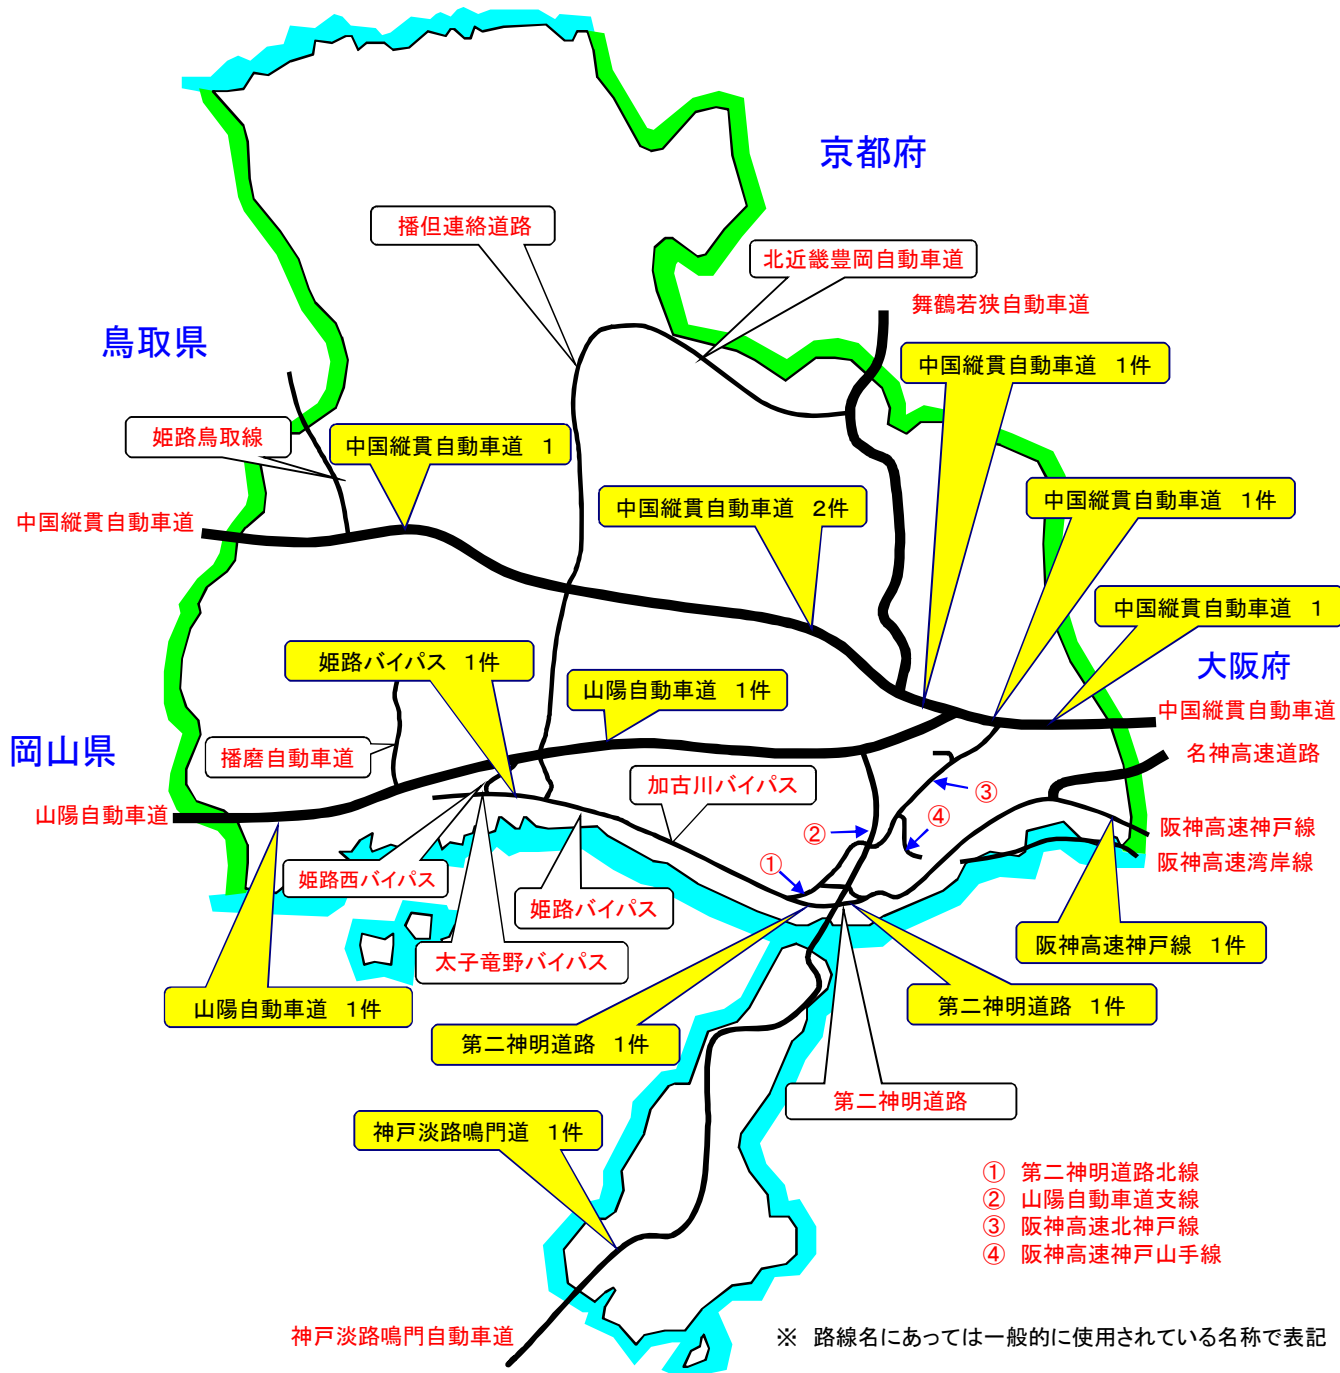 京都府
播但連絡道路
北近畿豊岡自動車道
舞鶴若狭自動車道
鳥取県
中国縦貫自動車道 1件
姫路鳥取線
中国縦貫自動車道 1
中国縦貫自動車道 2件
中国縦貫自動車道 1件
中国縦貫自動車道
中国縦貫自動車道 1
姫路バイパス 1件
山陽自動車道 1件
大阪府
中国縦貫自動車道
岡山県
播磨自動車道
名神高速道路
加古川バイパス
③
山陽自動車道
②
④
阪神高速神戸線
①
阪神高速湾岸線
姫路西バイパス
姫路バイパス
太子竜野バイパス
阪神高速神戸線 1件
山陽自動車道 1件
第二神明道路 1件
第二神明道路 1件
第二神明道路
神戸淡路鳴門道 1件
① 第二神明道路北線
② 山陽自動車道支線
③ 阪神高速北神戸線
④ 阪神高速神戸山手線
神戸淡路鳴門自動車道
※ 路線名にあっては一般的に使用されている名称で表記